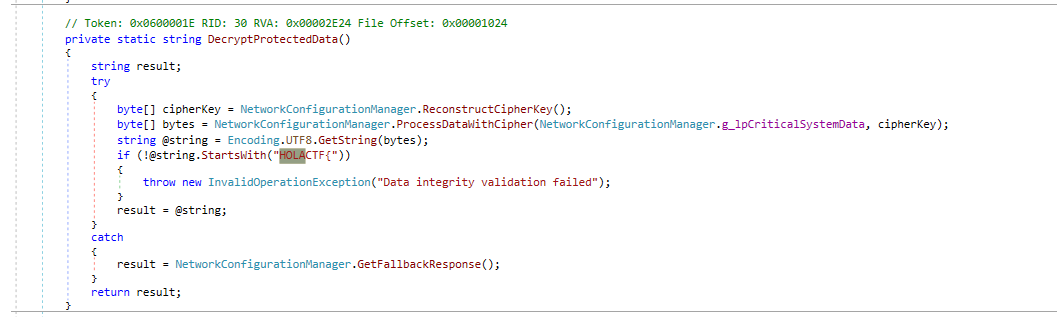 // Token: 0x0600001E RID: 30 RVA: 0x00002E24 File Offset: 0x00001024
private static string DecryptProtectedData()
{
string result;
try
{
byte[] cipherKey = NetworkConfigurationManager.ReconstructCipherKey();
byte[] bytes = NetworkConfigurationManager.ProcessDataWithCipher(NetworkConfigurationManager.g_lpCriticalSystemData, cipherKey);
string @string = Encoding.UTF8.GetString(bytes);
if (!@string.StartsWith("HOLACTF{"))
{
throw new InvalidOperationException("Data integrity validation failed");
}
result = @string;
}
catch
{
result = NetworkConfigurationManager.GetFallbackResponse();
}
return result;
}